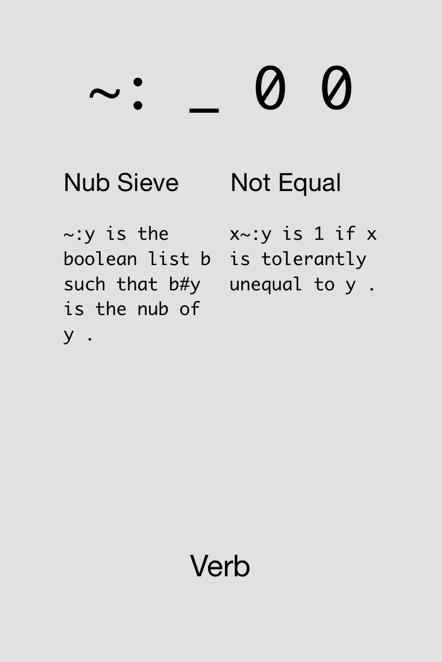 ~: _ 0 0
Nub Sieve
~:y is the
boolean list b
such that b#y
is the nub of
y .
Not Equal
x~:y is 1 if x
is tolerantly
unequal to y .
Verb